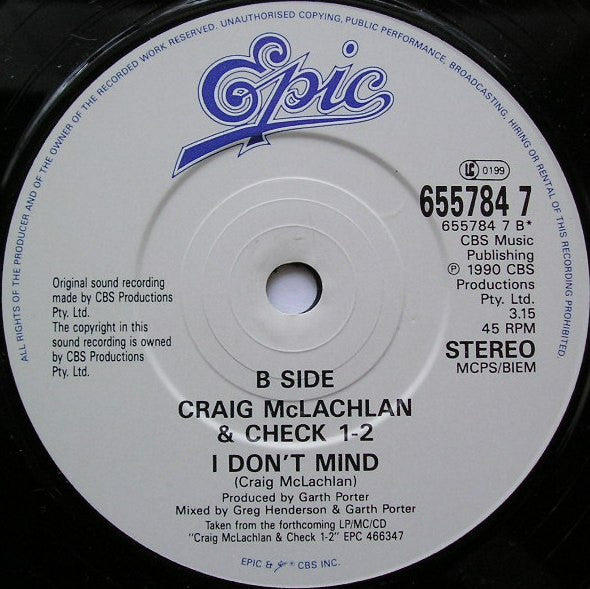 ALL RIGHTS OF THE PRODUCER AND OF THE OWNER OF THE RECORDED WORK RESERVED. UNAUTHORISED COPYING, PUBLIC PERFORMANCE, BROADCASTING, HIRING OR RENTAL OF THIS RECORDING PROHIBITED.
Epic
LC 0199
655784 7
655784 7 B*
CBS Music
Publishing
℗ 1990 CBS
Productions
Pty. Ltd.
3.15
45 RPM
STEREO
MCPS/BIEM
Original sound recording
made by CBS Productions
Pty. Ltd.
The copyright in this
sound recording is owned
by CBS Productions
Pty. Ltd.
B SIDE
CRAIG McLACHLAN
& CHECK 1-2
I DON'T MIND
(Craig McLachlan)
Produced by Garth Porter
Mixed by Greg Henderson & Garth Porter
Taken from the forthcoming LP/MC/CD
"Craig McLachlan & Check 1-2" EPC 466347
EPIC & CBS INC.